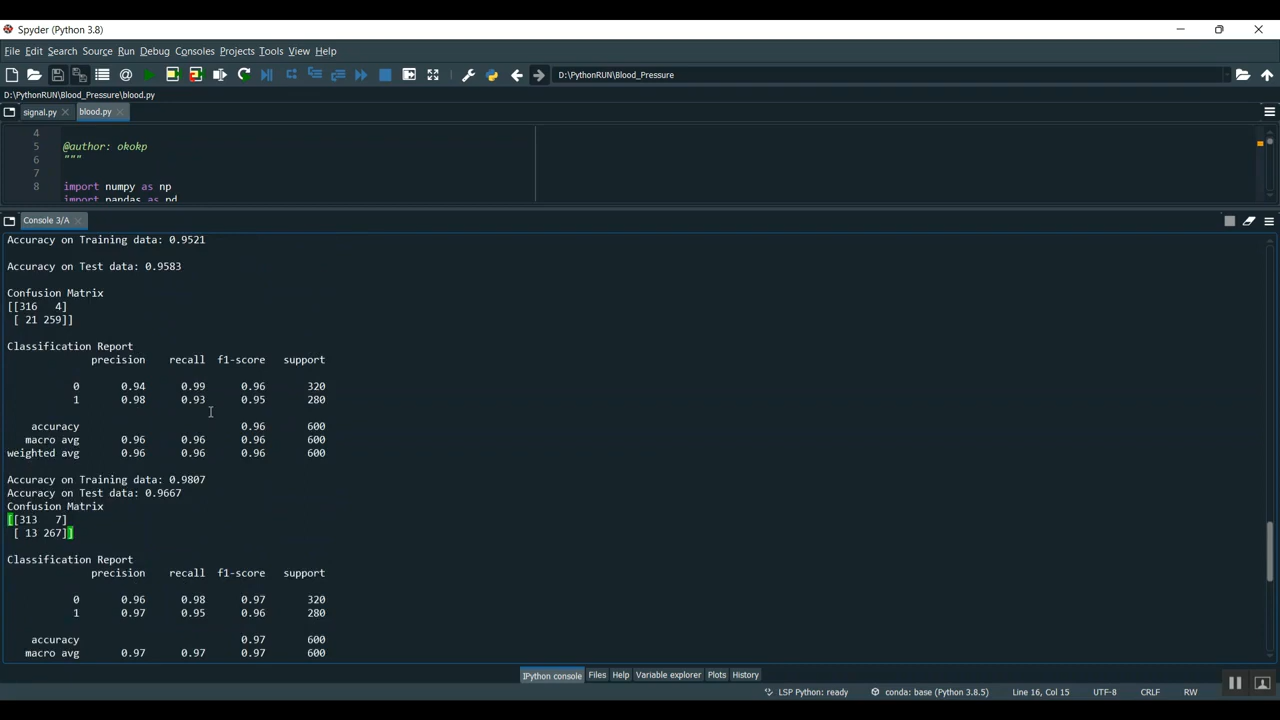 Spyder (Python 3.8)
File Edit Search Source Run Debug Consoles Projects Tools View Help
D:\PythonRUN\Blood_Pressure
D:\PythonRUN\Blood_Pressure\blood.py
signal.py blood.py
4
5 @author: okokp
6 """
7
8 import numpy as np
import pandas as pd
Console 3/A
Accuracy on Training data: 0.9521
Accuracy on Test data: 0.9583
Confusion Matrix
[[316   4]
[ 21 259]]
Classification Report
precision recall f1-score support
0 0.94 0.99 0.96 320
1 0.98 0.93 0.95 280
accuracy 0.96 600
macro avg 0.96 0.96 0.96 600
weighted avg 0.96 0.96 0.96 600
Accuracy on Training data: 0.9807
Accuracy on Test data: 0.9667
Confusion Matrix
[[313   7]
[ 13 267]]
Classification Report
precision recall f1-score support
0 0.96 0.98 0.97 320
1 0.97 0.95 0.96 280
accuracy 0.97 600
macro avg 0.97 0.97 0.97 600
IPython console Files Help Variable explorer Plots History
LSP Python: ready conda: base (Python 3.8.5) Line 16, Col 15 UTF-8 CRLF RW